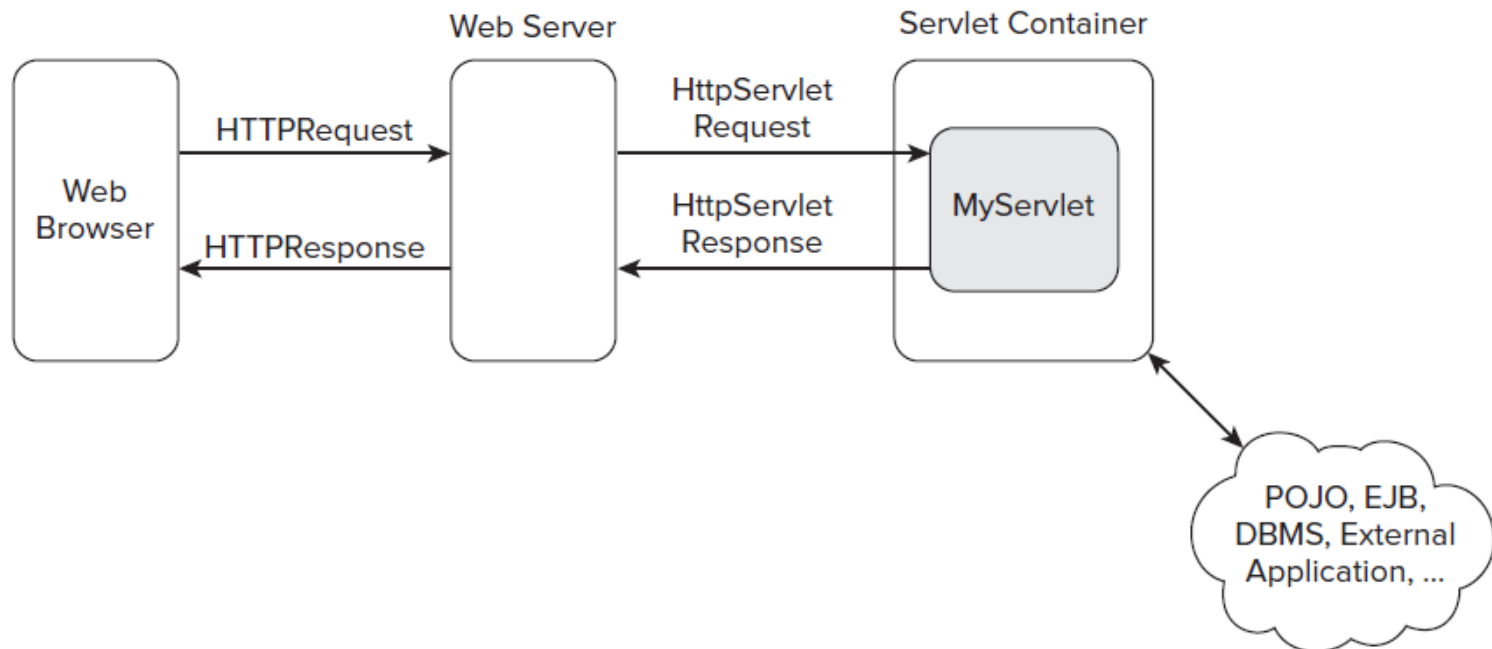 Web Server
Servlet Container
HTTPRequest
HttpServlet
Request
Web
Browser
MyServlet
HTTPResponse
HttpServlet
Response
POJO, EJB,
DBMS, External
Application, ...